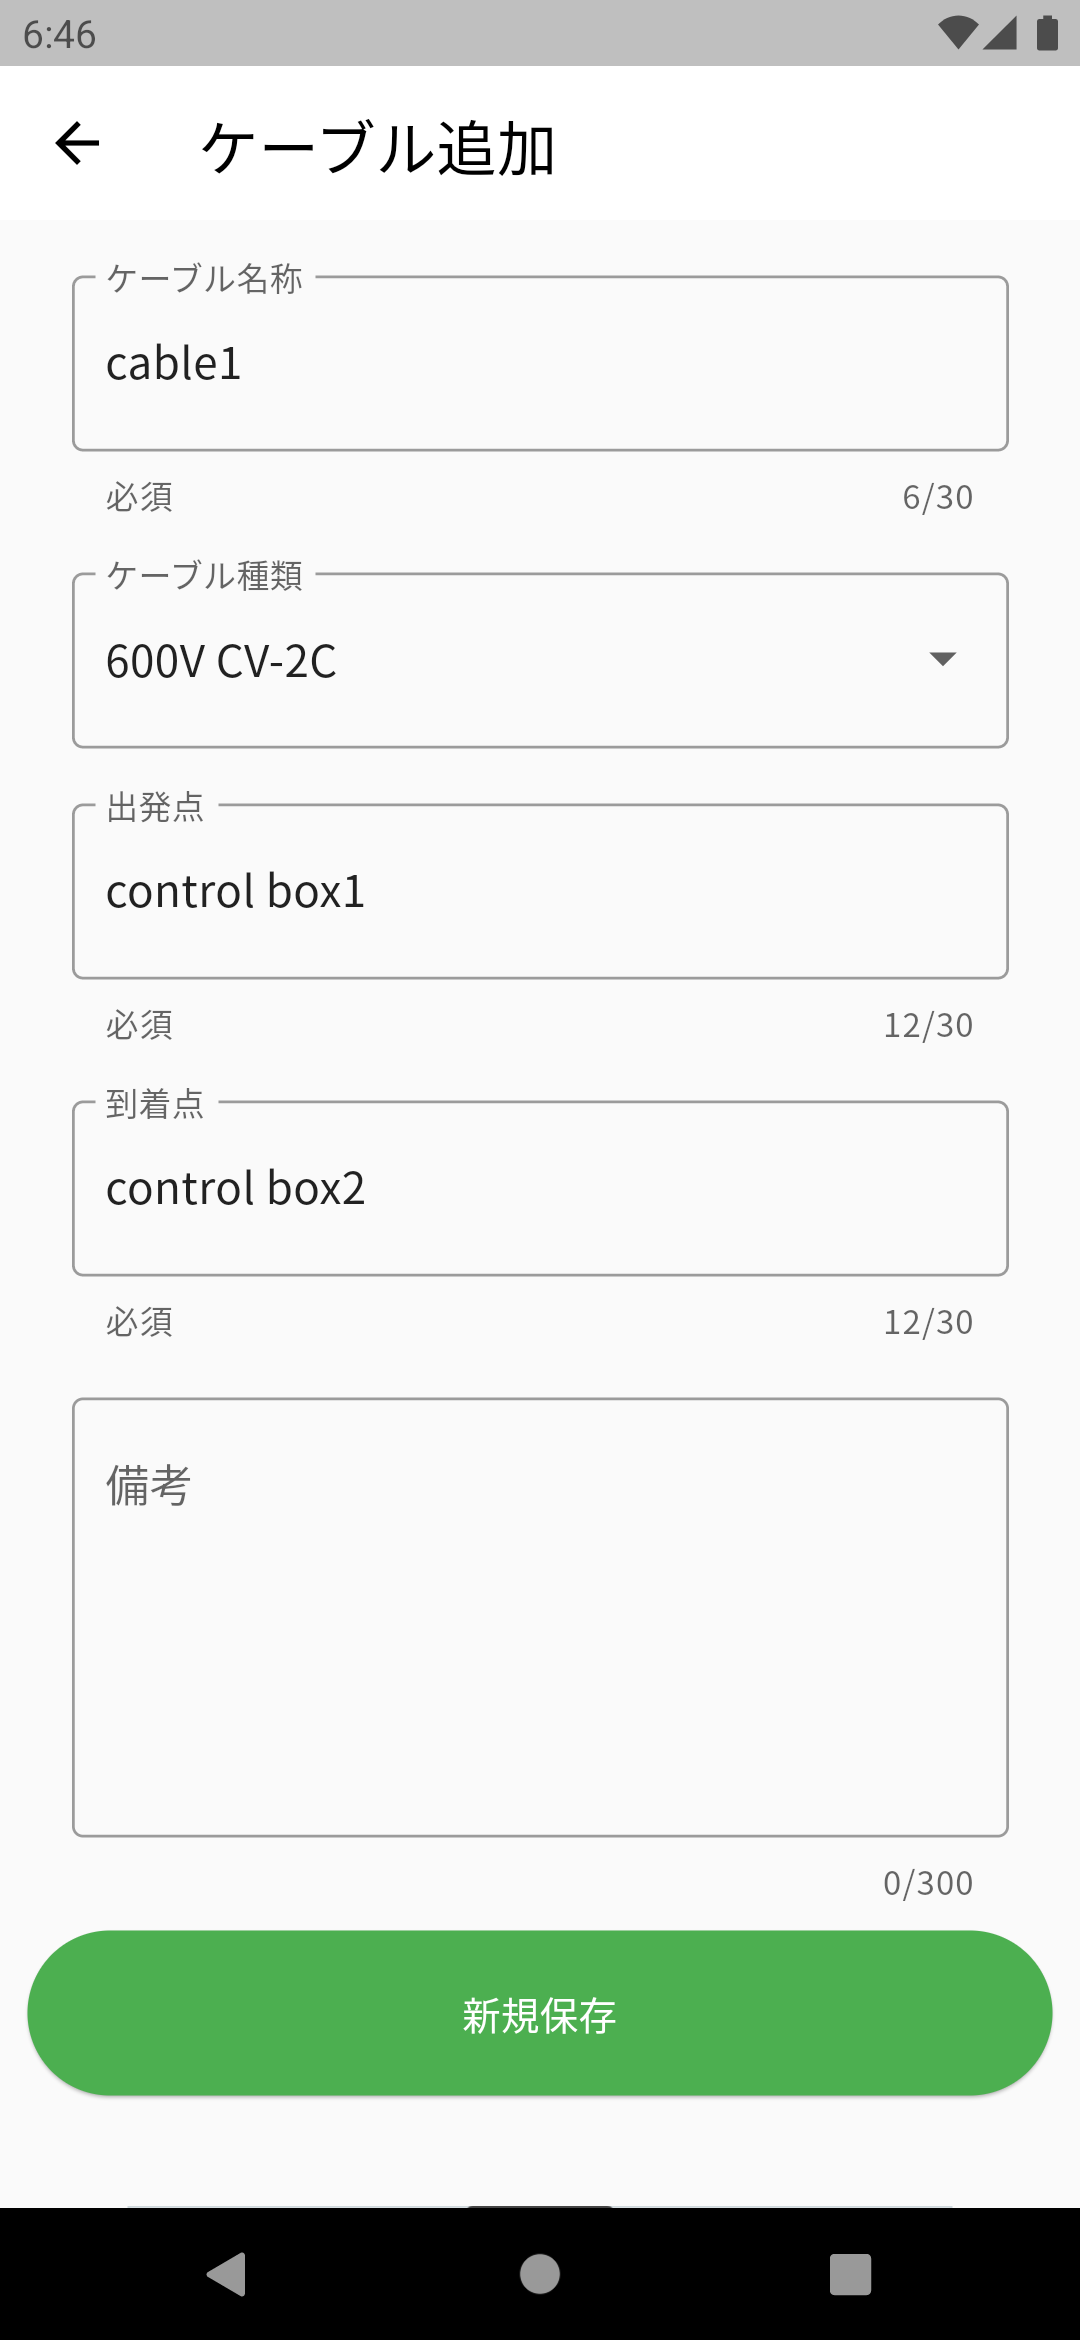 6:46
ケーブル追加
ケーブル名称
cable1
必須 6/30
ケーブル種類
600V CV-2C
出発点
control box1
必須 12/30
到着点
control box2
必須 12/30
備考
0/300
新規保存